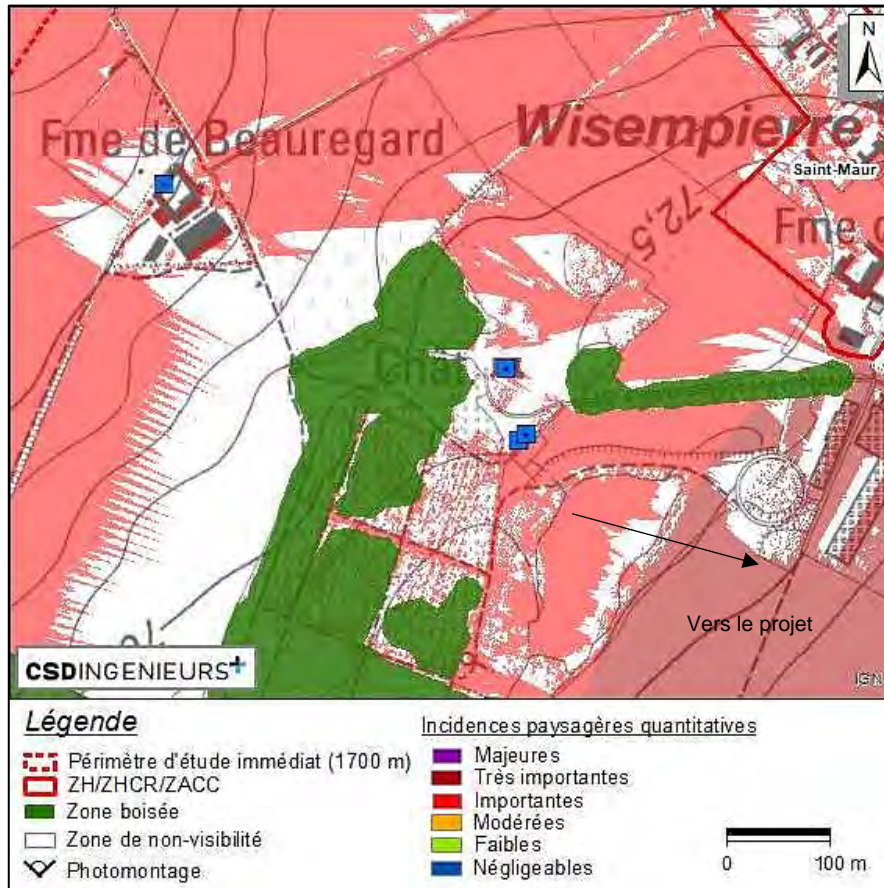 N
Fme de Beauregard
Wisempierre
Saint-Maur
72,5
Fme d
Châ
Vers le projet
CSDINGENIEURS+
IGN
Légende
Périmètre d'étude immédiat (1700 m)
ZH/ZHCR/ZACC
Zone boisée
Zone de non-visibilité
Photomontage
Incidences paysagères quantitatives
Majeures
Très importantes
Importantes
Modérées
Faibles
Négligeables
0 100 m